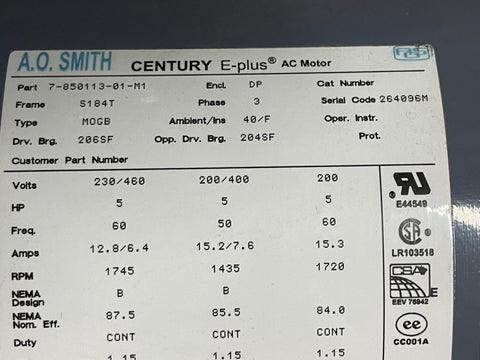 A.O. SMITH CENTURY E-plus® AC Motor
Part 7-850113-01-M1 Encl. DP Cat Number
Frame S184T Phase 3 Serial Code 264096M
Type MOGB Ambient/Ins 40/F Oper. Instr.
Drv. Brg. 206SF Opp. Drv. Brg. 204SF Prot.
Customer Part Number
Volts 230/460 200/400 200
HP 5 5 5
Freq. 60 50 60
Amps 12.8/6.4 15.2/7.6 15.3
RPM 1745 1435 1720
NEMA Design B B
NEMA Nom. Eff. 87.5 85.5 84.0
Duty CONT CONT CONT
1.15 1.15 1.15
E44549
LR103518
CSA E
EEV 76942
ee
CC001A